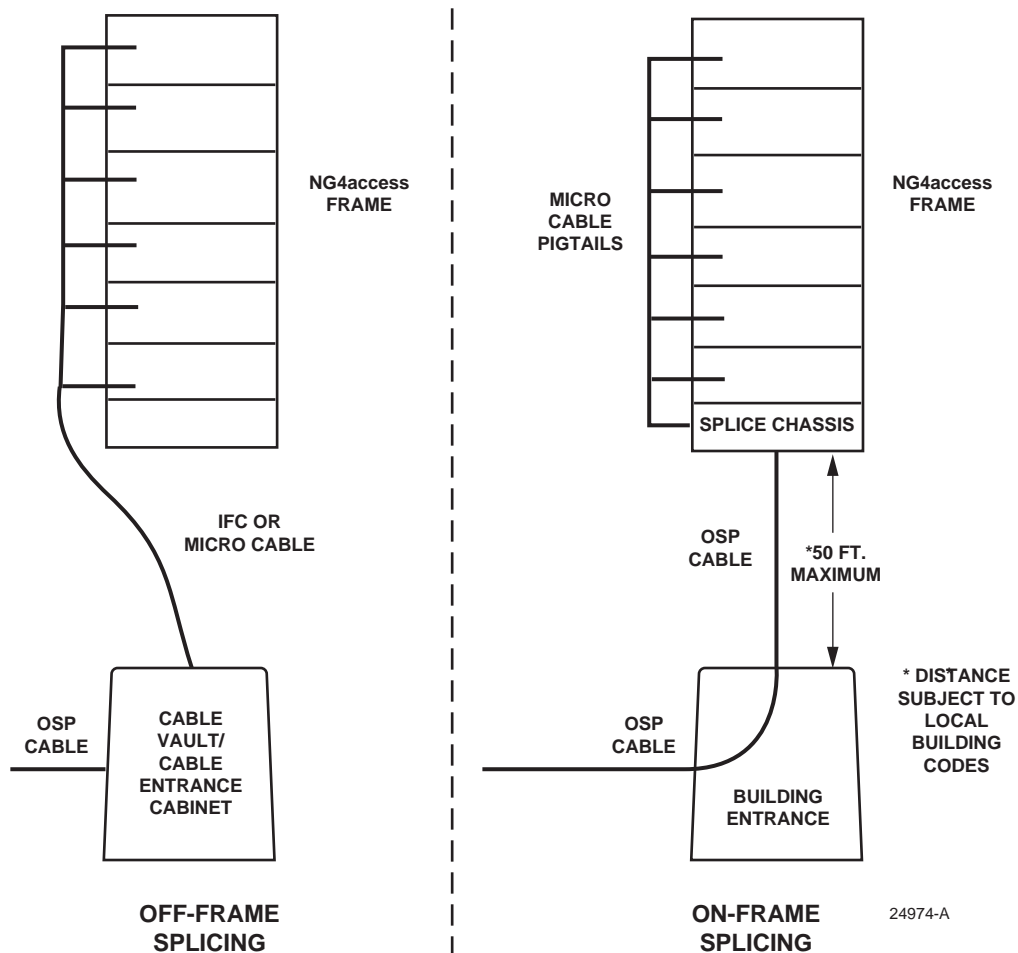 NG4access
FRAME
IFC OR
MICRO CABLE
OSP
CABLE
CABLE
VAULT/
CABLE
ENTRANCE
CABINET
OFF-FRAME
SPLICING
MICRO
CABLE
PIGTAILS
NG4access
FRAME
SPLICE CHASSIS
OSP
CABLE
*50 FT.
MAXIMUM
* DISTANCE
SUBJECT TO
LOCAL
BUILDING
CODES
OSP
CABLE
BUILDING
ENTRANCE
ON-FRAME
SPLICING
24974-A